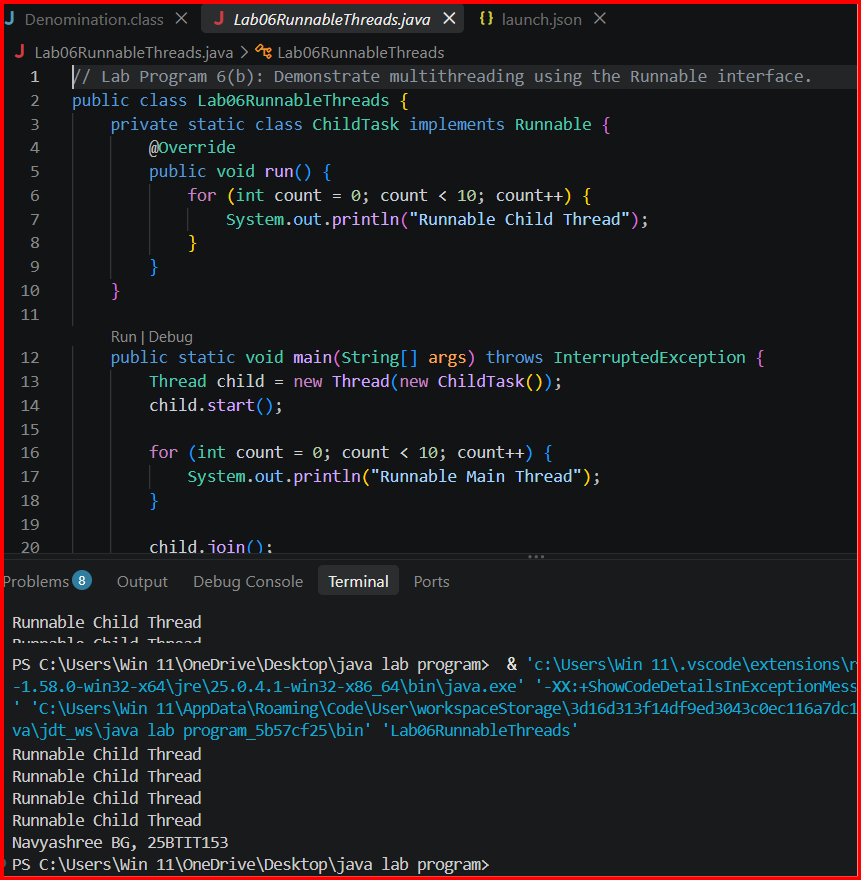 Denomination.class
Lab06RunnableThreads.java
launch.json
Lab06RunnableThreads.java > Lab06RunnableThreads
1 // Lab Program 6(b): Demonstrate multithreading using the Runnable interface.
2 public class Lab06RunnableThreads {
3 private static class ChildTask implements Runnable {
4 @Override
5 public void run() {
6 for (int count = 0; count < 10; count++) {
7 System.out.println("Runnable Child Thread");
8 }
9 }
10 }
11
Run | Debug
12 public static void main(String[] args) throws InterruptedException {
13 Thread child = new Thread(new ChildTask());
14 child.start();
15
16 for (int count = 0; count < 10; count++) {
17 System.out.println("Runnable Main Thread");
18 }
19
20 child.join();
Problems 8 Output Debug Console Terminal Ports
Runnable Child Thread
Runnable Child Thread
PS C:\Users\Win 11\OneDrive\Desktop\java lab program> & 'c:\Users\Win 11\.vscode\extensions\r
-1.58.0-win32-x64\jre\25.0.4.1-win32-x86_64\bin\java.exe' '-XX:+ShowCodeDetailsInExceptionMess
' 'C:\Users\Win 11\AppData\Roaming\Code\User\workspaceStorage\3d16d313f14df9ed3043c0ec116a7dc1
va\jdt_ws\java lab program_5b57cf25\bin' 'Lab06RunnableThreads'
Runnable Child Thread
Runnable Child Thread
Runnable Child Thread
Runnable Child Thread
Navyashree BG, 25BTIT153
PS C:\Users\Win 11\OneDrive\Desktop\java lab program>